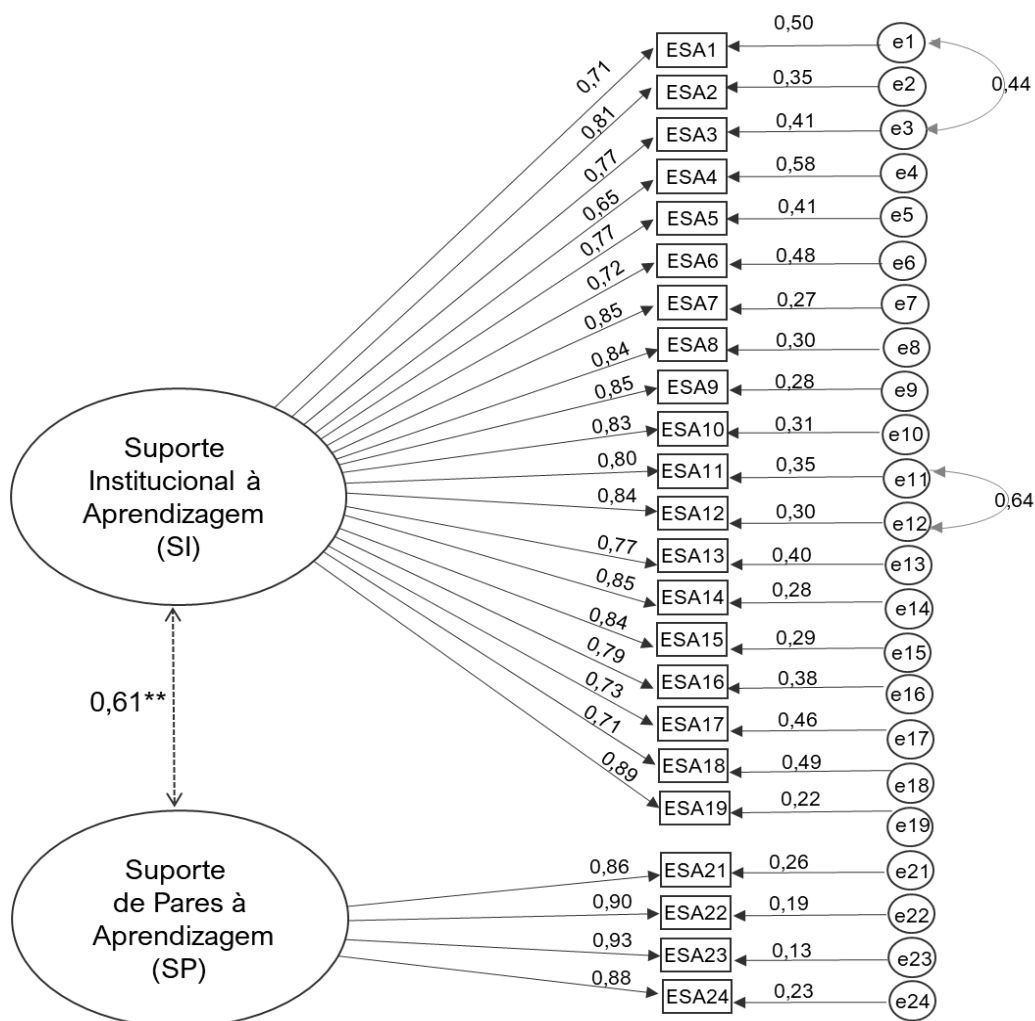 0,71 ESA1 0,50 e1
0,81 ESA2 0,35 e2 0,44
0,77 ESA3 0,41 e3
0,65 ESA4 0,58 e4
0,77 ESA5 0,41 e5
0,72 ESA6 0,48 e6
0,85 ESA7 0,27 e7
0,84 ESA8 0,30 e8
0,85 ESA9 0,28 e9
0,83 ESA10 0,31 e10
0,80 ESA11 0,35 e11
0,84 ESA12 0,30 e12 0,64
0,77 ESA13 0,40 e13
0,85 ESA14 0,28 e14
0,84 ESA15 0,29 e15
0,79 ESA16 0,38 e16
0,73 ESA17 0,46 e17
0,71 ESA18 0,49 e18
0,89 ESA19 0,22 e19
Suporte
Institucional à
Aprendizagem
(SI)
0,61**
Suporte
de Pares à
Aprendizagem
(SP)
0,86 ESA21 0,26 e21
0,90 ESA22 0,19 e22
0,93 ESA23 0,13 e23
0,88 ESA24 0,23 e24